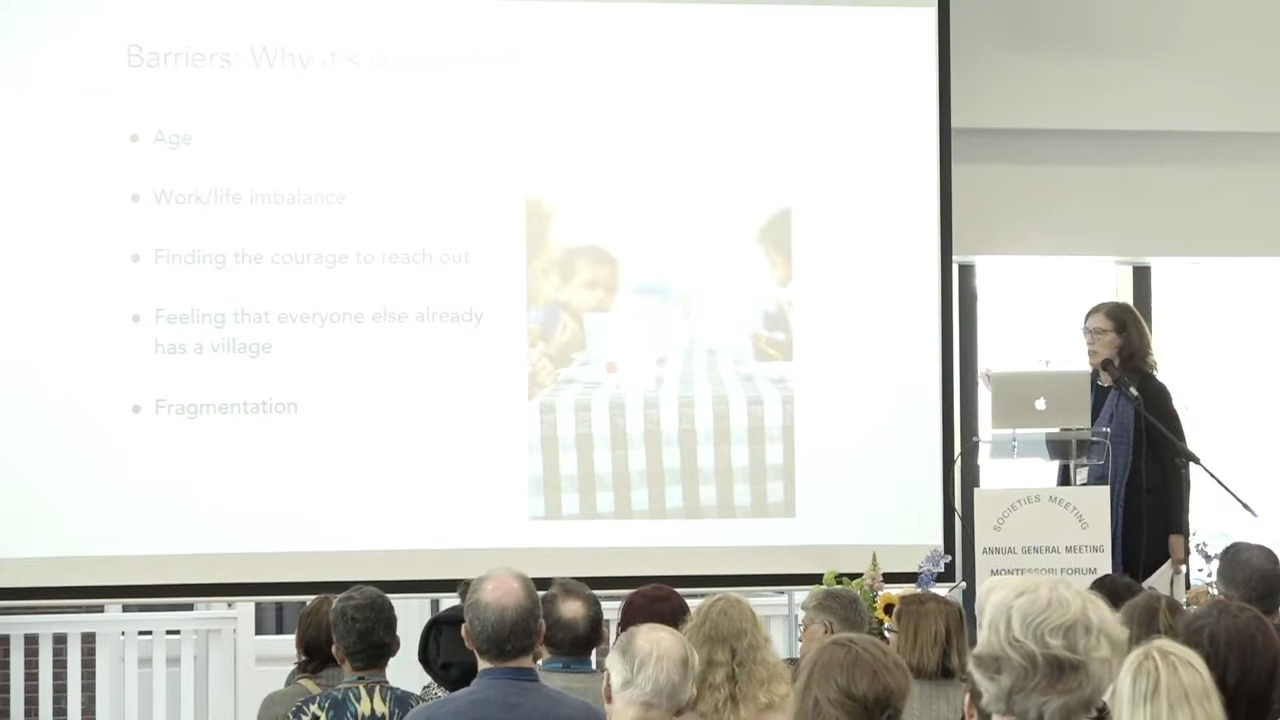 Barriers: Why it's
• Age
• Work/life imbalance
• Finding the courage to reach out
• Feeling that everyone else already
has a village
• Fragmentation
SOCIETIES MEETING
ANNUAL GENERAL MEETING
MONTESSORI FORUM